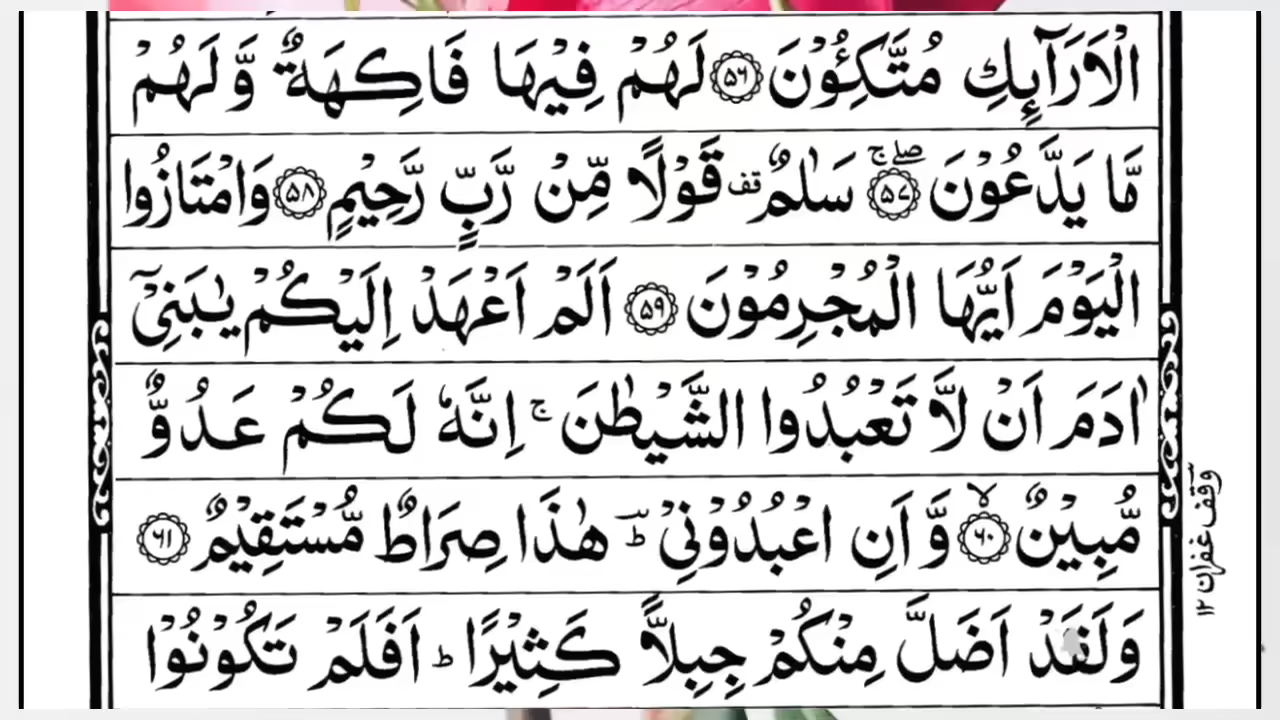 الْاَرَآىِٕكِ مُتَّكِـُٔوْنَ ۝۵۶ لَهُمْ فِیْهَا فَاكِهَةٌ وَّ لَهُمْ
مَّا یَدَّعُوْنَ ۝۵۷ۚۖ سَلٰمٌ قف قَوْلًا مِّنْ رَّبٍّ رَّحِیْمٍ ۝۵۸ وَامْتَازُوا
الْیَوْمَ اَیُّهَا الْمُجْرِمُوْنَ ۝۵۹ اَلَمْ اَعْهَدْ اِلَیْكُمْ یٰبَنِیْۤ
اٰدَمَ اَنْ لَّا تَعْبُدُوا الشَّیْطٰنَ ۚ اِنَّهٗ لَكُمْ عَدُوٌّ
مُّبِیْنٌ ۝۶۰ۙ وَّ اَنِ اعْبُدُوْنِیْ ؕ هٰذَا صِرَاطٌ مُّسْتَقِیْمٌ ۝۶۱
وَلَقَدْ اَضَلَّ مِنْكُمْ جِبِلًّا كَثِیْرًا ؕ اَفَلَمْ تَكُوْنُوْا
وقف غفران ۱۲